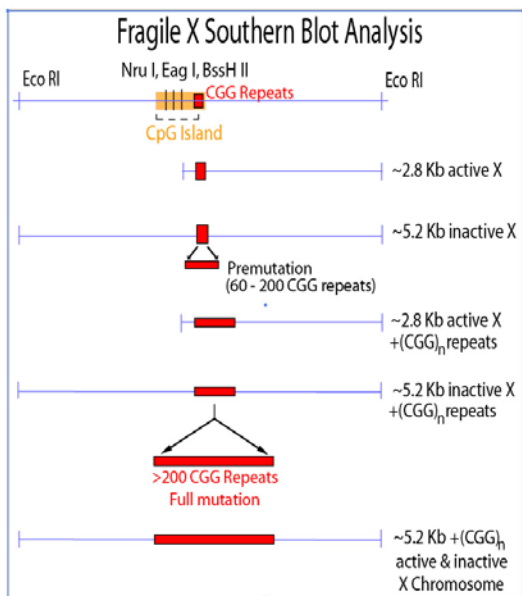 Fragile X Southern Blot Analysis
Nru I, Eag I, BssH II
Eco RI
Eco RI
CGG Repeats
CpG Island
~2.8 Kb active X
~5.2 Kb inactive X
Premutation
(60 - 200 CGG repeats)
~2.8 Kb active X
+(CGG)n repeats
~5.2 Kb inactive X
+(CGG)n repeats
>200 CGG Repeats
Full mutation
~5.2 Kb +(CGG)n
active & inactive
X Chromosome